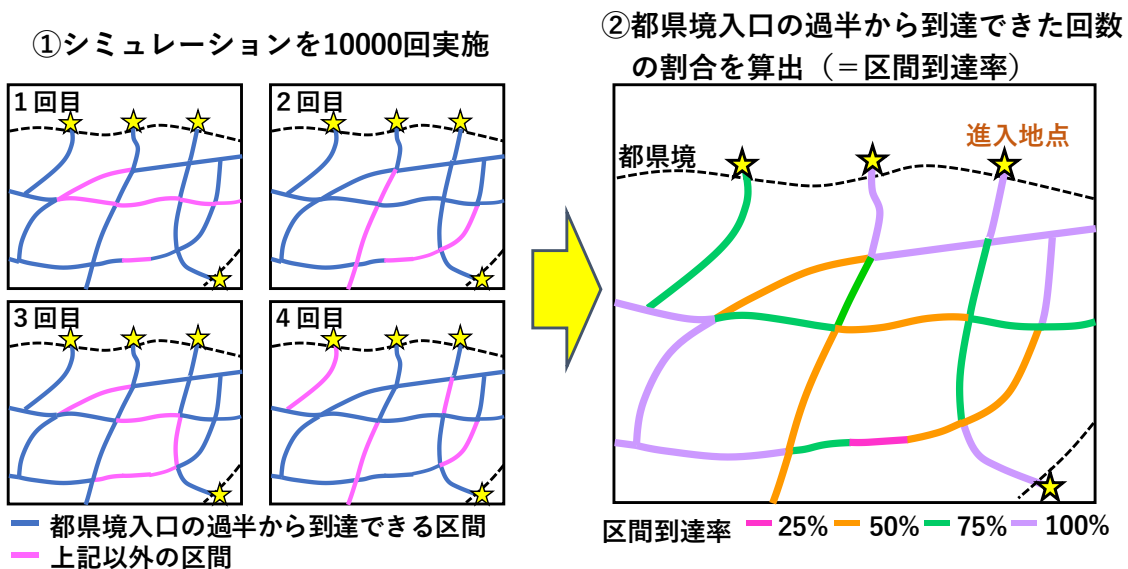 ①シミュレーションを10000回実施
②都県境入口の過半から到達できた回数
の割合を算出（＝区間到達率）
1回目
2回目
3回目
4回目
都県境
進入地点
都県境入口の過半から到達できる区間
上記以外の区間
区間到達率 25% 50% 75% 100%